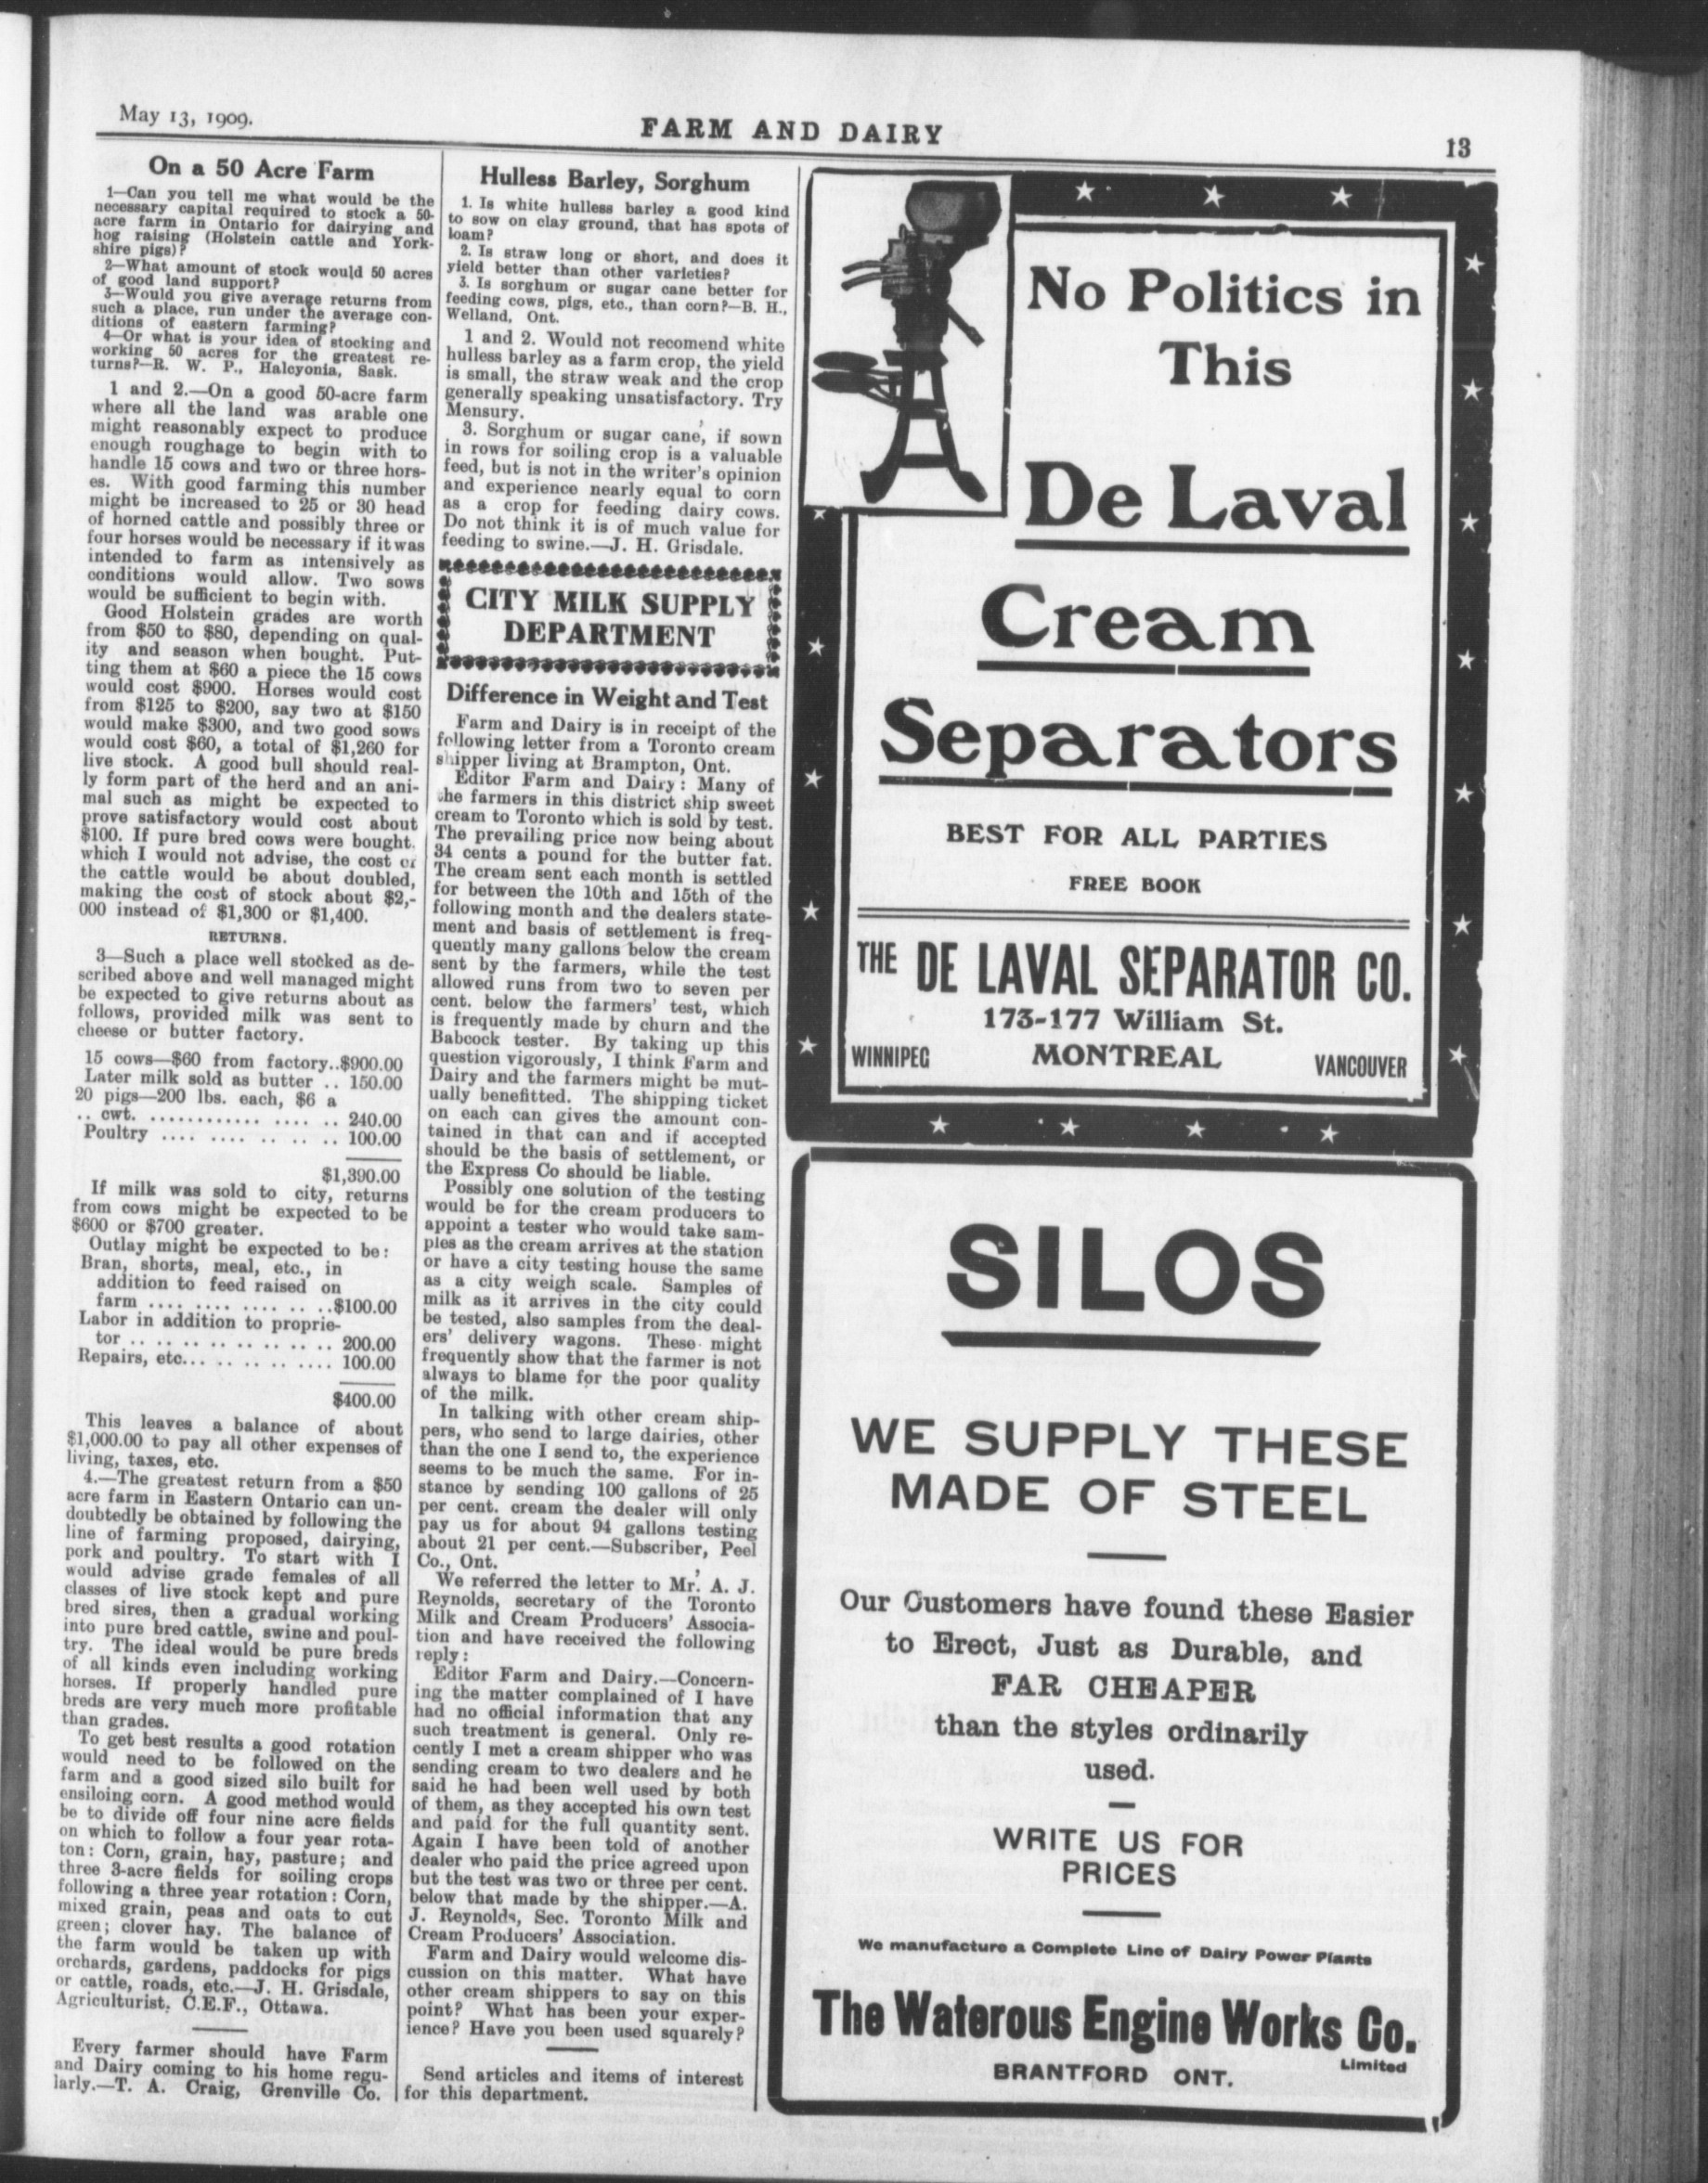 May 13, 1909.
FARM AND DAIRY
13
On a 50 Acre Farm
1—Can you tell me what would be the
necessary capital required to stock a 50-
acre farm in Ontario for dairying and
hog raising (Holstein cattle and York-
shire pigs)?
2—What amount of stock would 50 acres
of good land support?
3—Would you give average returns from
such a place, run under the average con-
ditions of eastern farming?
4—Or what is your idea of stocking and
working 50 acres for the greatest re-
turns?—R. W. P., Halcyonia, Sask.
1 and 2.—On a good 50-acre farm
where all the land was arable one
might reasonably expect to produce
enough roughage to begin with to
handle 15 cows and two or three hors-
es. With good farming this number
might be increased to 25 or 30 head
of horned cattle and possibly three or
four horses would be necessary if it was
intended to farm as intensively as
conditions would allow. Two sows
would be sufficient to begin with.
Good Holstein grades are worth
from $50 to $80, depending on qual-
ity and season when bought. Put-
ting them at $60 a piece the 15 cows
would cost $900. Horses would cost
from $125 to $200, say two at $150
would make $300, and two good sows
would cost $60, a total of $1,260 for
live stock. A good bull should real-
ly form part of the herd and an ani-
mal such as might be expected to
prove satisfactory would cost about
$100. If pure bred cows were bought,
which I would not advise, the cost of
the cattle would be about doubled,
making the cost of stock about $2,-
000 instead of $1,300 or $1,400.
RETURNS.
3—Such a place well stocked as de-
scribed above and well managed might
be expected to give returns about as
follows, provided milk was sent to
cheese or butter factory.
15 cows—$60 from factory..$900.00
Later milk sold as butter .. 150.00
20 pigs—200 lbs. each, $6 a
.. cwt. ............ .... .. 240.00
Poultry .... .... .. .. .. 100.00
$1,390.00
If milk was sold to city, returns
from cows might be expected to be
$600 or $700 greater.
Outlay might be expected to be:
Bran, shorts, meal, etc., in
addition to feed raised on
farm .... .... .... .. ..$100.00
Labor in addition to proprie-
tor .. .. .. .. .. .. .. .. 200.00
Repairs, etc... .. .. .. .... 100.00
$400.00
This leaves a balance of about
$1,000.00 to pay all other expenses of
living, taxes, etc.
4.—The greatest return from a $50
acre farm in Eastern Ontario can un-
doubtedly be obtained by following the
line of farming proposed, dairying,
pork and poultry. To start with I
would advise grade females of all
classes of live stock kept and pure
bred sires, then a gradual working
into pure bred cattle, swine and poul-
try. The ideal would be pure breds
of all kinds even including working
horses. If properly handled pure
breds are very much more profitable
than grades.
To get best results a good rotation
would need to be followed on the
farm and a good sized silo built for
ensiloing corn. A good method would
be to divide off four nine acre fields
on which to follow a four year rota-
ton: Corn, grain, hay, pasture; and
three 3-acre fields for soiling crops
following a three year rotation: Corn,
mixed grain, peas and oats to cut
green; clover hay. The balance of
the farm would be taken up with
orchards, gardens, paddocks for pigs
or cattle, roads, etc.—J. H. Grisdale,
Agriculturist, C.E.F., Ottawa.
Every farmer should have Farm
and Dairy coming to his home regu-
larly.—T. A. Craig, Grenville Co.
Hulless Barley, Sorghum
1. Is white hulless barley a good kind
to sow on clay ground, that has spots of
loam?
2. Is straw long or short, and does it
yield better than other varieties?
3. Is sorghum or sugar cane better for
feeding cows, pigs, etc., than corn?—B. H.,
Welland, Ont.
1 and 2. Would not recomend white
hulless barley as a farm crop, the yield
is small, the straw weak and the crop
generally speaking unsatisfactory. Try
Mensury.
3. Sorghum or sugar cane, if sown
in rows for soiling crop is a valuable
feed, but is not in the writer's opinion
and experience nearly equal to corn
as a crop for feeding dairy cows.
Do not think it is of much value for
feeding to swine.—J. H. Grisdale.
CITY MILK SUPPLY
DEPARTMENT
Difference in Weight and Test
Farm and Dairy is in receipt of the
following letter from a Toronto cream
shipper living at Brampton, Ont.
Editor Farm and Dairy: Many of
the farmers in this district ship sweet
cream to Toronto which is sold by test.
The prevailing price now being about
34 cents a pound for the butter fat.
The cream sent each month is settled
for between the 10th and 15th of the
following month and the dealers state-
ment and basis of settlement is freq-
quently many gallons below the cream
sent by the farmers, while the test
allowed runs from two to seven per
cent. below the farmers' test, which
is frequently made by churn and the
Babcock tester. By taking up this
question vigorously, I think Farm and
Dairy and the farmers might be mut-
ually benefitted. The shipping ticket
on each can gives the amount con-
tained in that can and if accepted
should be the basis of settlement, or
the Express Co should be liable.
Possibly one solution of the testing
would be for the cream producers to
appoint a tester who would take sam-
ples as the cream arrives at the station
or have a city testing house the same
as a city weigh scale. Samples of
milk as it arrives in the city could
be tested, also samples from the deal-
ers' delivery wagons. These might
frequently show that the farmer is not
always to blame for the poor quality
of the milk.
In talking with other cream ship-
pers, who send to large dairies, other
than the one I send to, the experience
seems to be much the same. For in-
stance by sending 100 gallons of 25
per cent. cream the dealer will only
pay us for about 94 gallons testing
about 21 per cent.—Subscriber, Peel
Co., Ont.
We referred the letter to Mr. A. J.
Reynolds, secretary of the Toronto
Milk and Cream Producers' Associa-
tion and have received the following
reply:
Editor Farm and Dairy.—Concern-
ing the matter complained of I have
had no official information that any
such treatment is general. Only re-
cently I met a cream shipper who was
sending cream to two dealers and he
said he had been well used by both
of them, as they accepted his own test
and paid for the full quantity sent.
Again I have been told of another
dealer who paid the price agreed upon
but the test was two or three per cent.
below that made by the shipper.—A.
J. Reynolds, Sec. Toronto Milk and
Cream Producers' Association.
Farm and Dairy would welcome dis-
cussion on this matter. What have
other cream shippers to say on this
point? What has been your exper-
ience? Have you been used squarely?
Send articles and items of interest
for this department.
No Politics in
This
De Laval
Cream
Separators
BEST FOR ALL PARTIES
FREE BOOK
THE DE LAVAL SEPARATOR CO.
173-177 William St.
WINNIPEG MONTREAL VANCOUVER
SILOS
WE SUPPLY THESE
MADE OF STEEL
Our Customers have found these Easier
to Erect, Just as Durable, and
FAR CHEAPER
than the styles ordinarily
used.
WRITE US FOR
PRICES
We manufacture a Complete Line of Dairy Power Plants
The Waterous Engine Works Co.
Limited
BRANTFORD ONT.